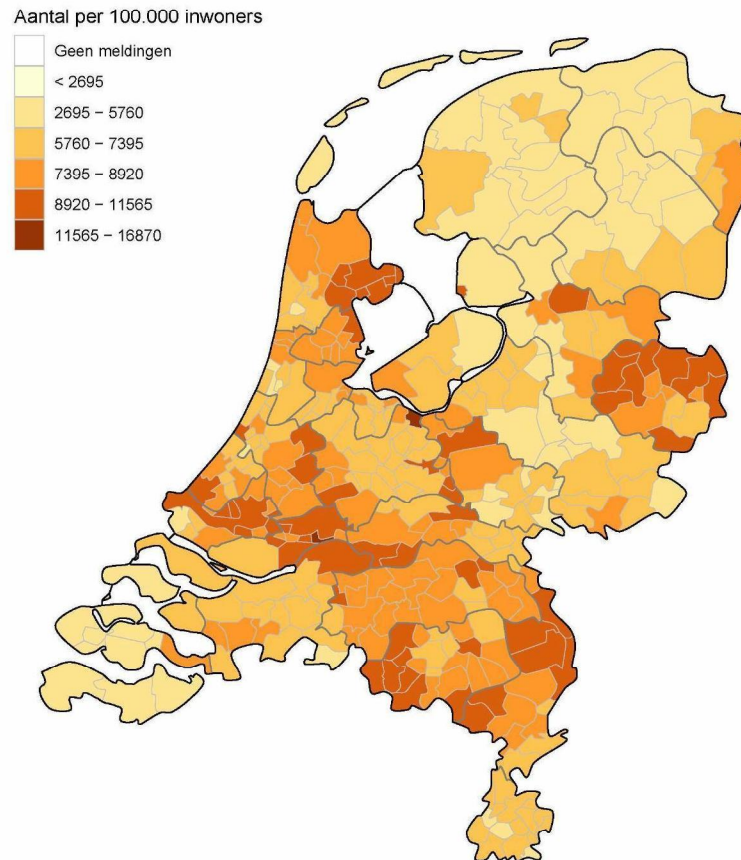 Aantal per 100.000 inwoners
Geen meldingen
< 2695
2695 – 5760
5760 – 7395
7395 – 8920
8920 – 11565
11565 – 16870